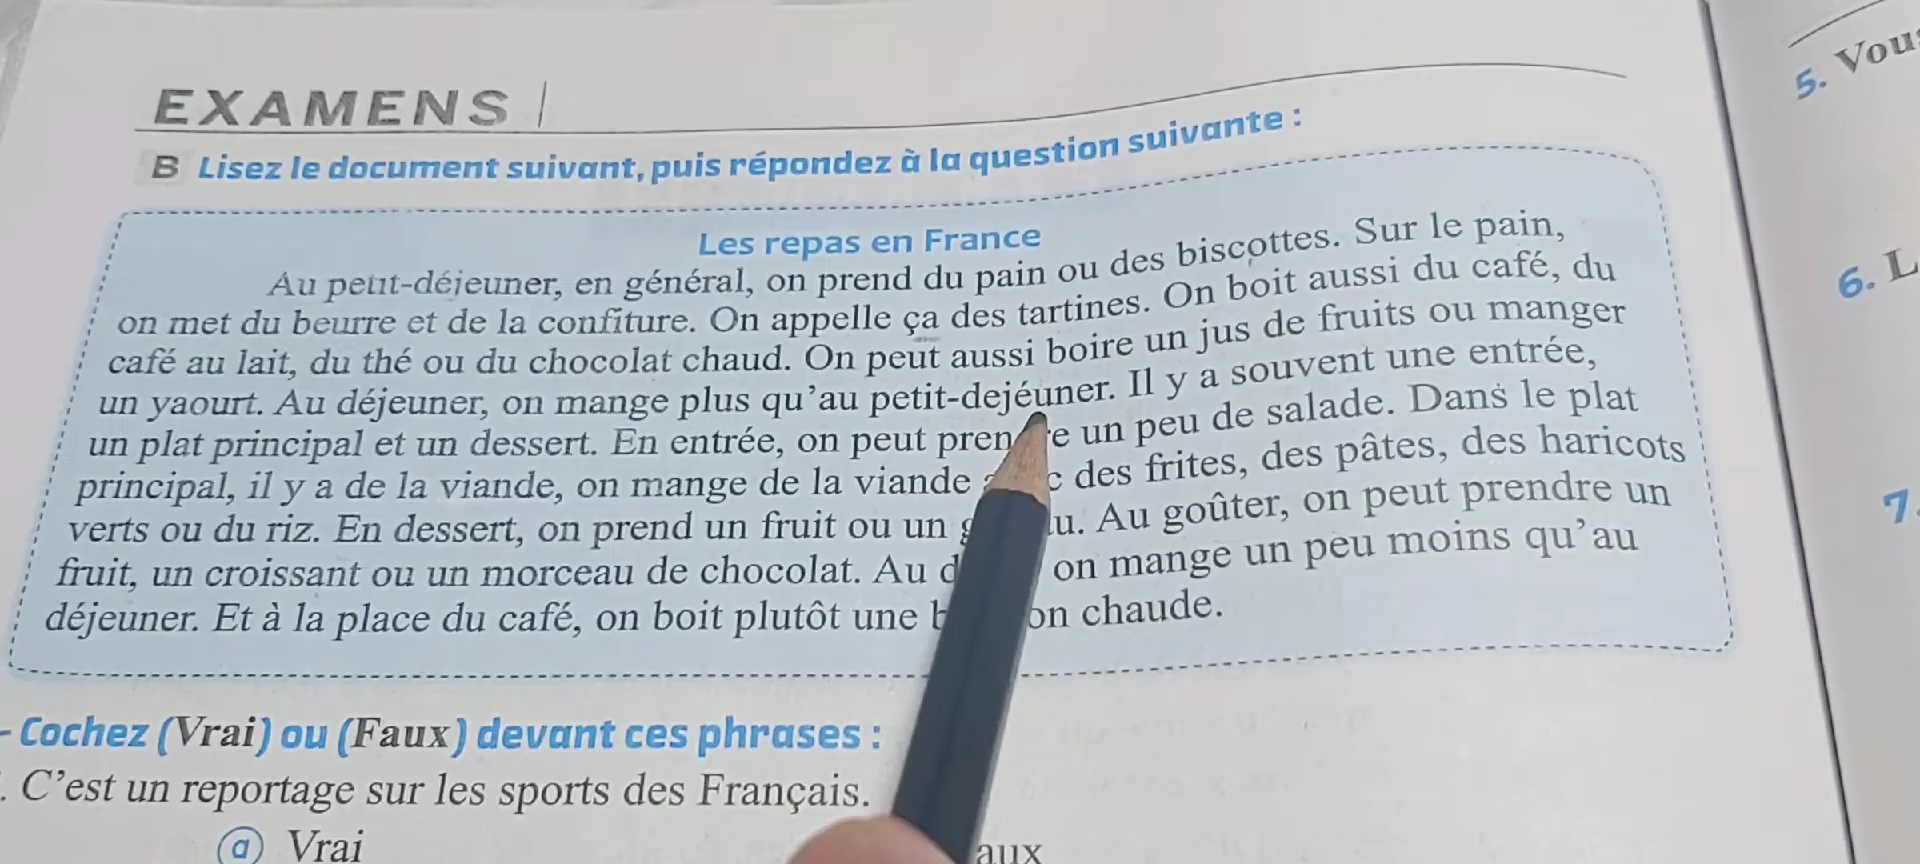 EXAMENS
B Lisez le document suivant, puis répondez à la question suivante :
Les repas en France
Au petit-déjeuner, en général, on prend du pain ou des biscottes. Sur le pain,
on met du beurre et de la confiture. On appelle ça des tartines. On boit aussi du café, du
café au lait, du thé ou du chocolat chaud. On peut aussi boire un jus de fruits ou manger
un yaourt. Au déjeuner, on mange plus qu'au petit-dejéuner. Il y a souvent une entrée,
un plat principal et un dessert. En entrée, on peut un peu de salade. Dans le plat
principal, il y a de la viande, on mange de la viande des frites, des pâtes, des haricots
verts ou du riz. En dessert, on prend un fruit ou un Au goûter, on peut prendre un
fruit, un croissant ou un morceau de chocolat. Au on mange un peu moins qu'au
déjeuner. Et à la place du café, on boit plutôt une chaude.
- Cochez (Vrai) ou (Faux) devant ces phrases :
. C'est un reportage sur les sports des Français.
a Vrai
5. Vous
6. L
7.